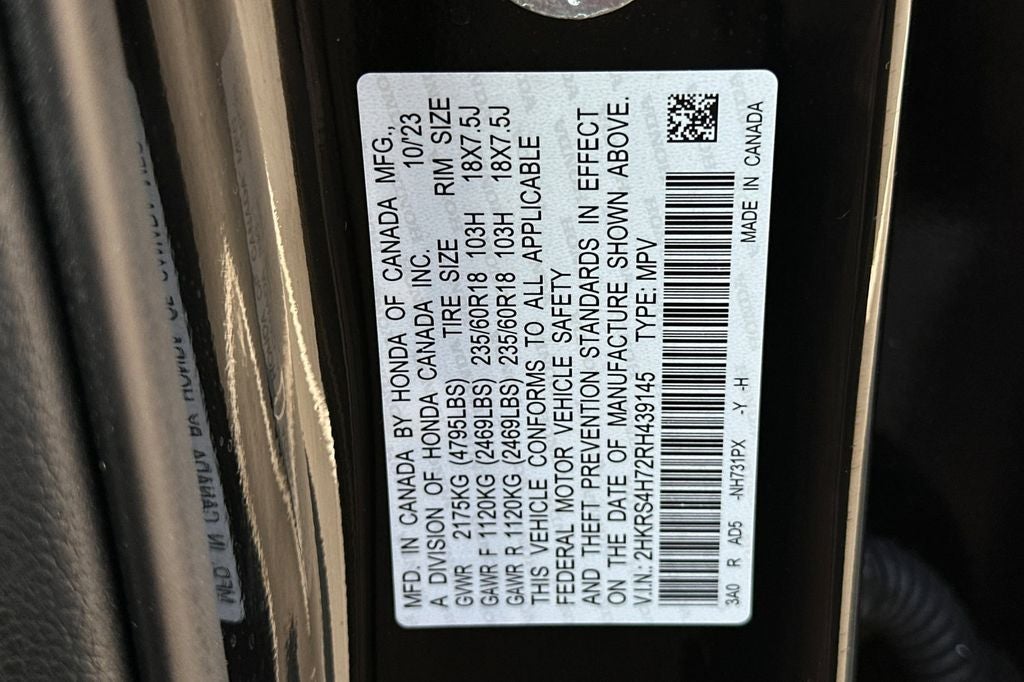 MFD. IN CANADA BY HONDA OF CANADA MFG.,
A DIVISION OF HONDA CANADA INC. 10/'23
GVWR 2175KG (4795LBS) TIRE SIZE RIM SIZE
GAWR F 1120KG (2469LBS) 235/60R18 103H 18X7.5J
GAWR R 1120KG (2469LBS) 235/60R18 103H 18X7.5J
THIS VEHICLE CONFORMS TO ALL APPLICABLE
FEDERAL MOTOR VEHICLE SAFETY
AND THEFT PREVENTION STANDARDS IN EFFECT
ON THE DATE OF MANUFACTURE SHOWN ABOVE.
V.I.N.: 2HKRS4H72RH439145 TYPE: MPV
3A0 R AD5 -NH731PX -Y -H MADE IN CANADA